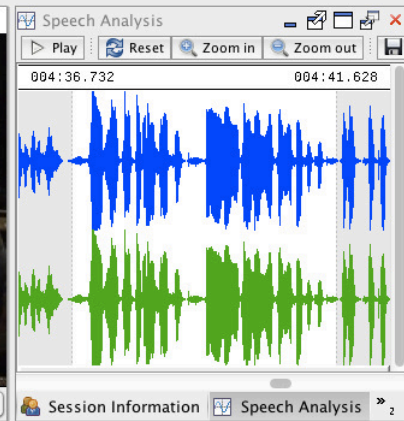 Speech Analysis
Play Reset Zoom in Zoom out
004:36.732 004:41.628
Session Information Speech Analysis » 2